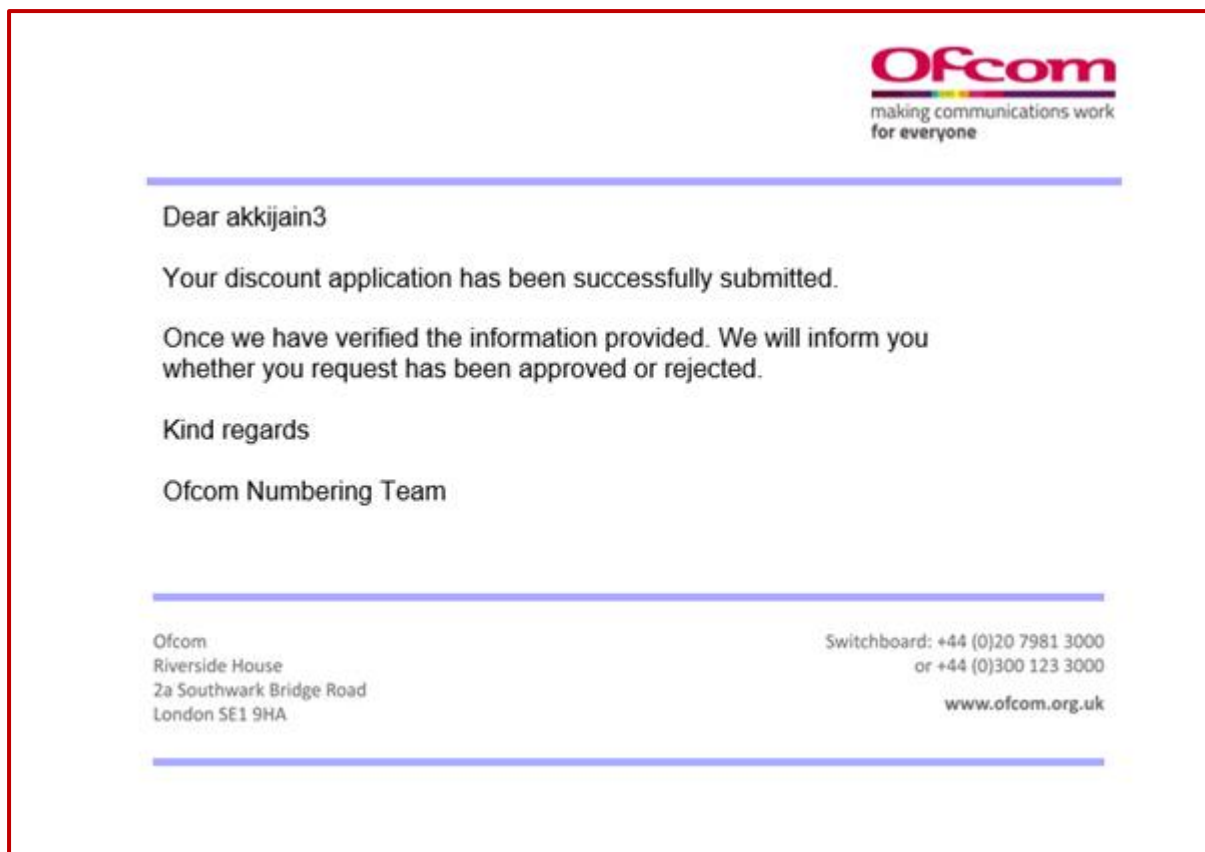 Ofcom
making communications work
for everyone
Dear akkijain3
Your discount application has been successfully submitted.
Once we have verified the information provided. We will inform you
whether you request has been approved or rejected.
Kind regards
Ofcom Numbering Team
Ofcom
Riverside House
2a Southwark Bridge Road
London SE1 9HA
Switchboard: +44 (0)20 7981 3000
or +44 (0)300 123 3000
www.ofcom.org.uk